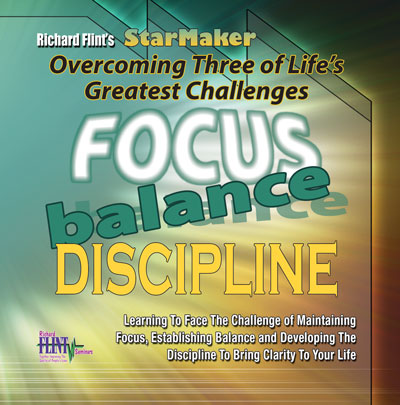 Richard Flint's StarMaker
Overcoming Three of Life's
Greatest Challenges
FOCUS
balance
DISCIPLINE
Learning To Face The Challenge of Maintaining
Focus, Establishing Balance and Developing The
Discipline To Bring Clarity To Your Life
Richard
FLINT
Seminars